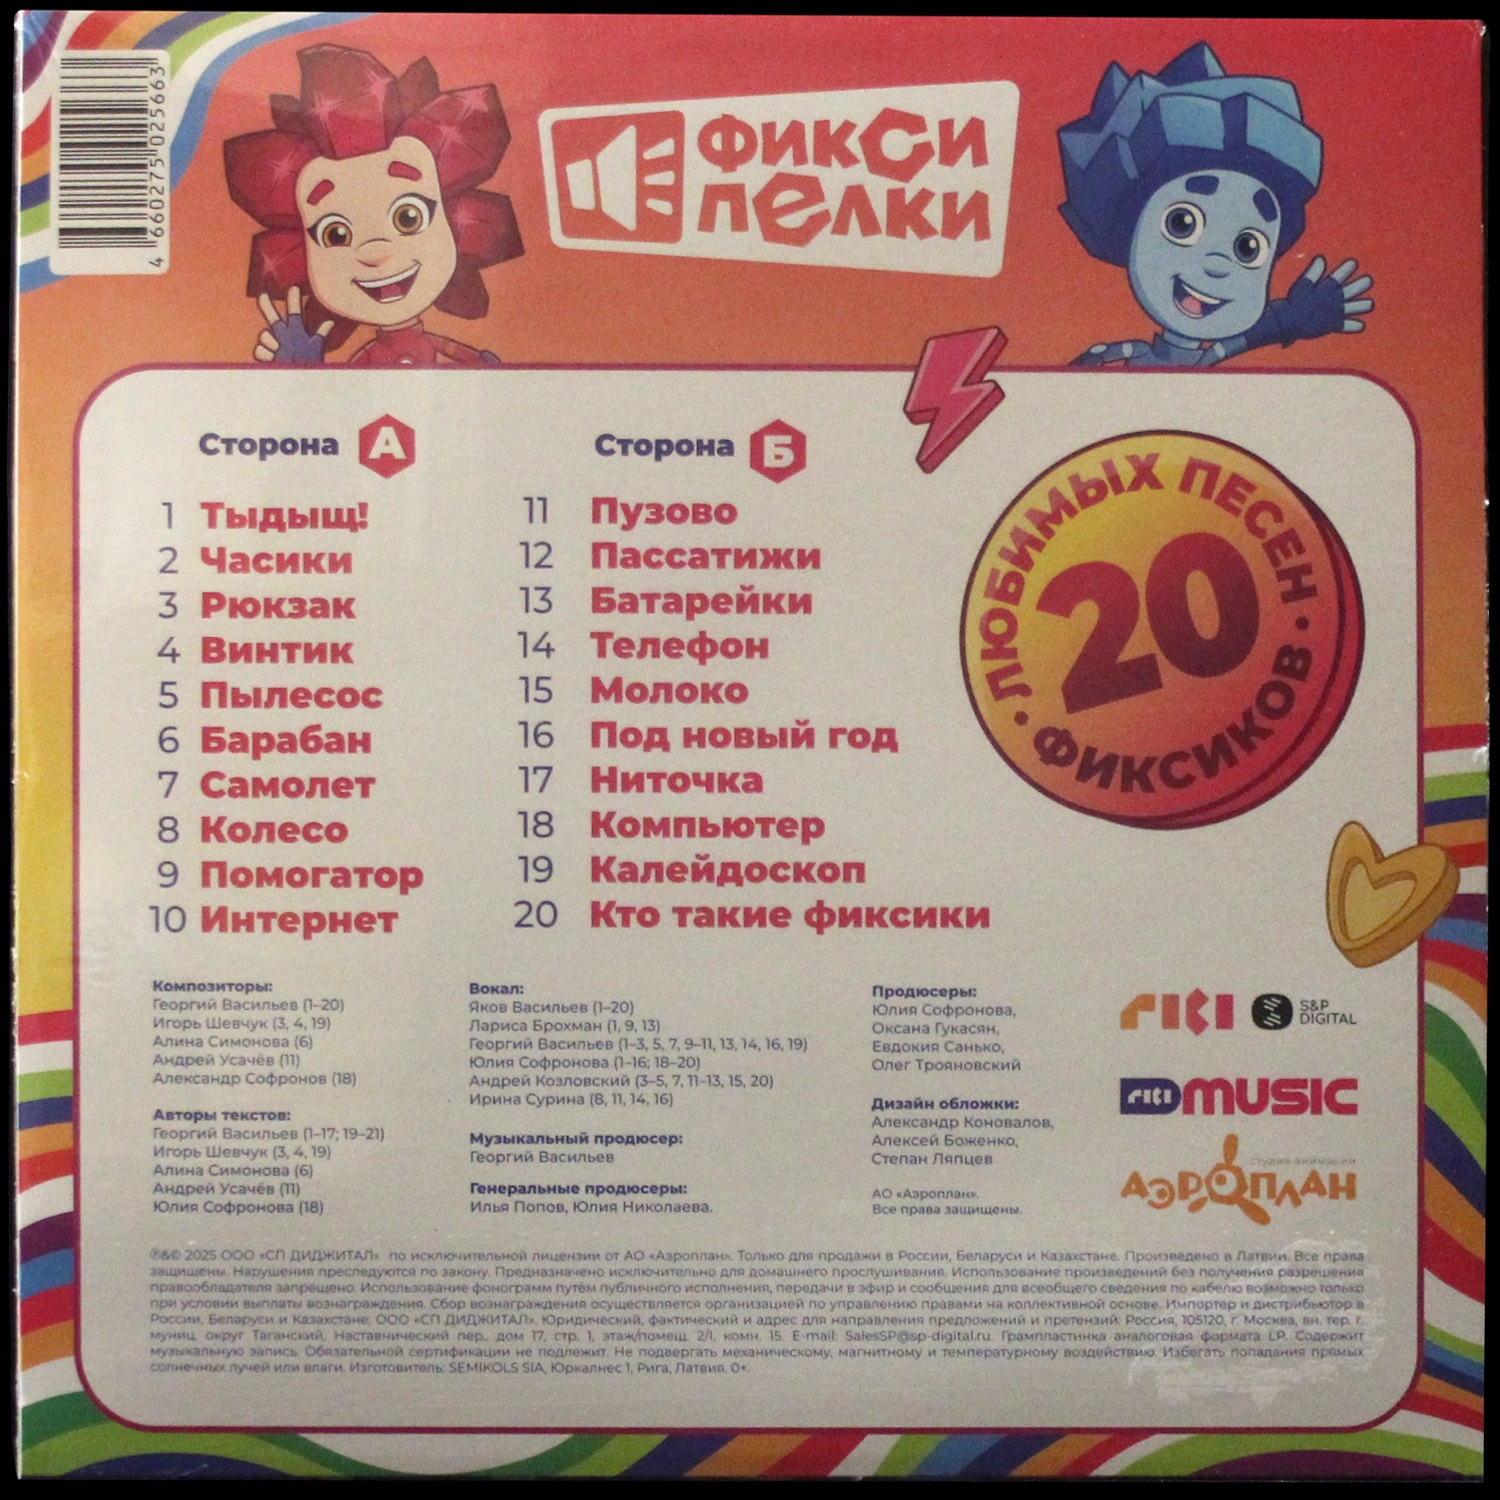 4 660275 025663
ФИКСИ
ПЕЛКИ
Сторона А
1 Тыдыщ!
2 Часики
3 Рюкзак
4 Винтик
5 Пылесос
6 Барабан
7 Самолет
8 Колесо
9 Помогатор
10 Интернет
Сторона Б
11 Пузово
12 Пассатижи
13 Батарейки
14 Телефон
15 Молоко
16 Под новый год
17 Ниточка
18 Компьютер
19 Калейдоскоп
20 Кто такие фиксики
20
ЛЮБИМЫХ ПЕСЕН
• ФИКСИКОВ •
Композиторы:
Георгий Васильев (1–20)
Игорь Шевчук (3, 4, 19)
Алина Симонова (6)
Андрей Усачёв (11)
Александр Софронов (18)
Авторы текстов:
Георгий Васильев (1–17; 19–21)
Игорь Шевчук (3, 4, 19)
Алина Симонова (6)
Андрей Усачёв (11)
Юлия Софронова (18)
Вокал:
Яков Васильев (1–20)
Лариса Брохман (1, 9, 13)
Георгий Васильев (1–3, 5, 7, 9–11, 13, 14, 16, 19)
Юлия Софронова (1–16; 18–20)
Андрей Козловский (3–5, 7, 11–13, 15, 20)
Ирина Сурина (8, 11, 14, 16)
Музыкальный продюсер:
Георгий Васильев
Генеральные продюсеры:
Илья Попов, Юлия Николаева.
Продюсеры:
Юлия Софронова,
Оксана Гукасян,
Евдокия Санько,
Олег Трояновский
Дизайн обложки:
Александр Коновалов,
Алексей Боженко,
Степан Ляпцев
АО «Аэроплан».
Все права защищены.
РИКИ
S&P
DIGITAL
РИКИ MUSIC
студия анимации
АЭРОПЛАН
℗&© 2025 ООО «СП ДИДЖИТАЛ» по исключительной лицензии от АО «Аэроплан». Только для продажи в России, Беларуси и Казахстане. Произведено в Латвии. Все права
защищены. Нарушения преследуются по закону. Предназначено исключительно для домашнего прослушивания. Использование произведений без получения разрешения
правообладателя запрещено. Использование фонограмм путём публичного исполнения, передачи в эфир и сообщения для всеобщего сведения по кабелю возможно только
при условии выплаты вознаграждения. Сбор вознаграждения осуществляется организацией по управлению правами на коллективной основе. Импортер и дистрибьютор в
России, Беларуси и Казахстане: ООО «СП ДИДЖИТАЛ». Юридический, фактический и адрес для направления предложений и претензий: Россия, 105120, г. Москва, вн. тер. г.
муниц. округ Таганский, Наставнический пер., дом 17, стр. 1, этаж/помещ. 2/I, комн. 15. E-mail: SalesSP@sp-digital.ru. Грампластинка аналоговая формата LP. Содержит
музыкальную запись. Обязательной сертификации не подлежит. Не подвергать механическому, магнитному и температурному воздействию. Избегать попадания прямых
солнечных лучей или влаги. Изготовитель: SEMIKOLS SIA, Юркалнес 1, Рига, Латвия. 0+.